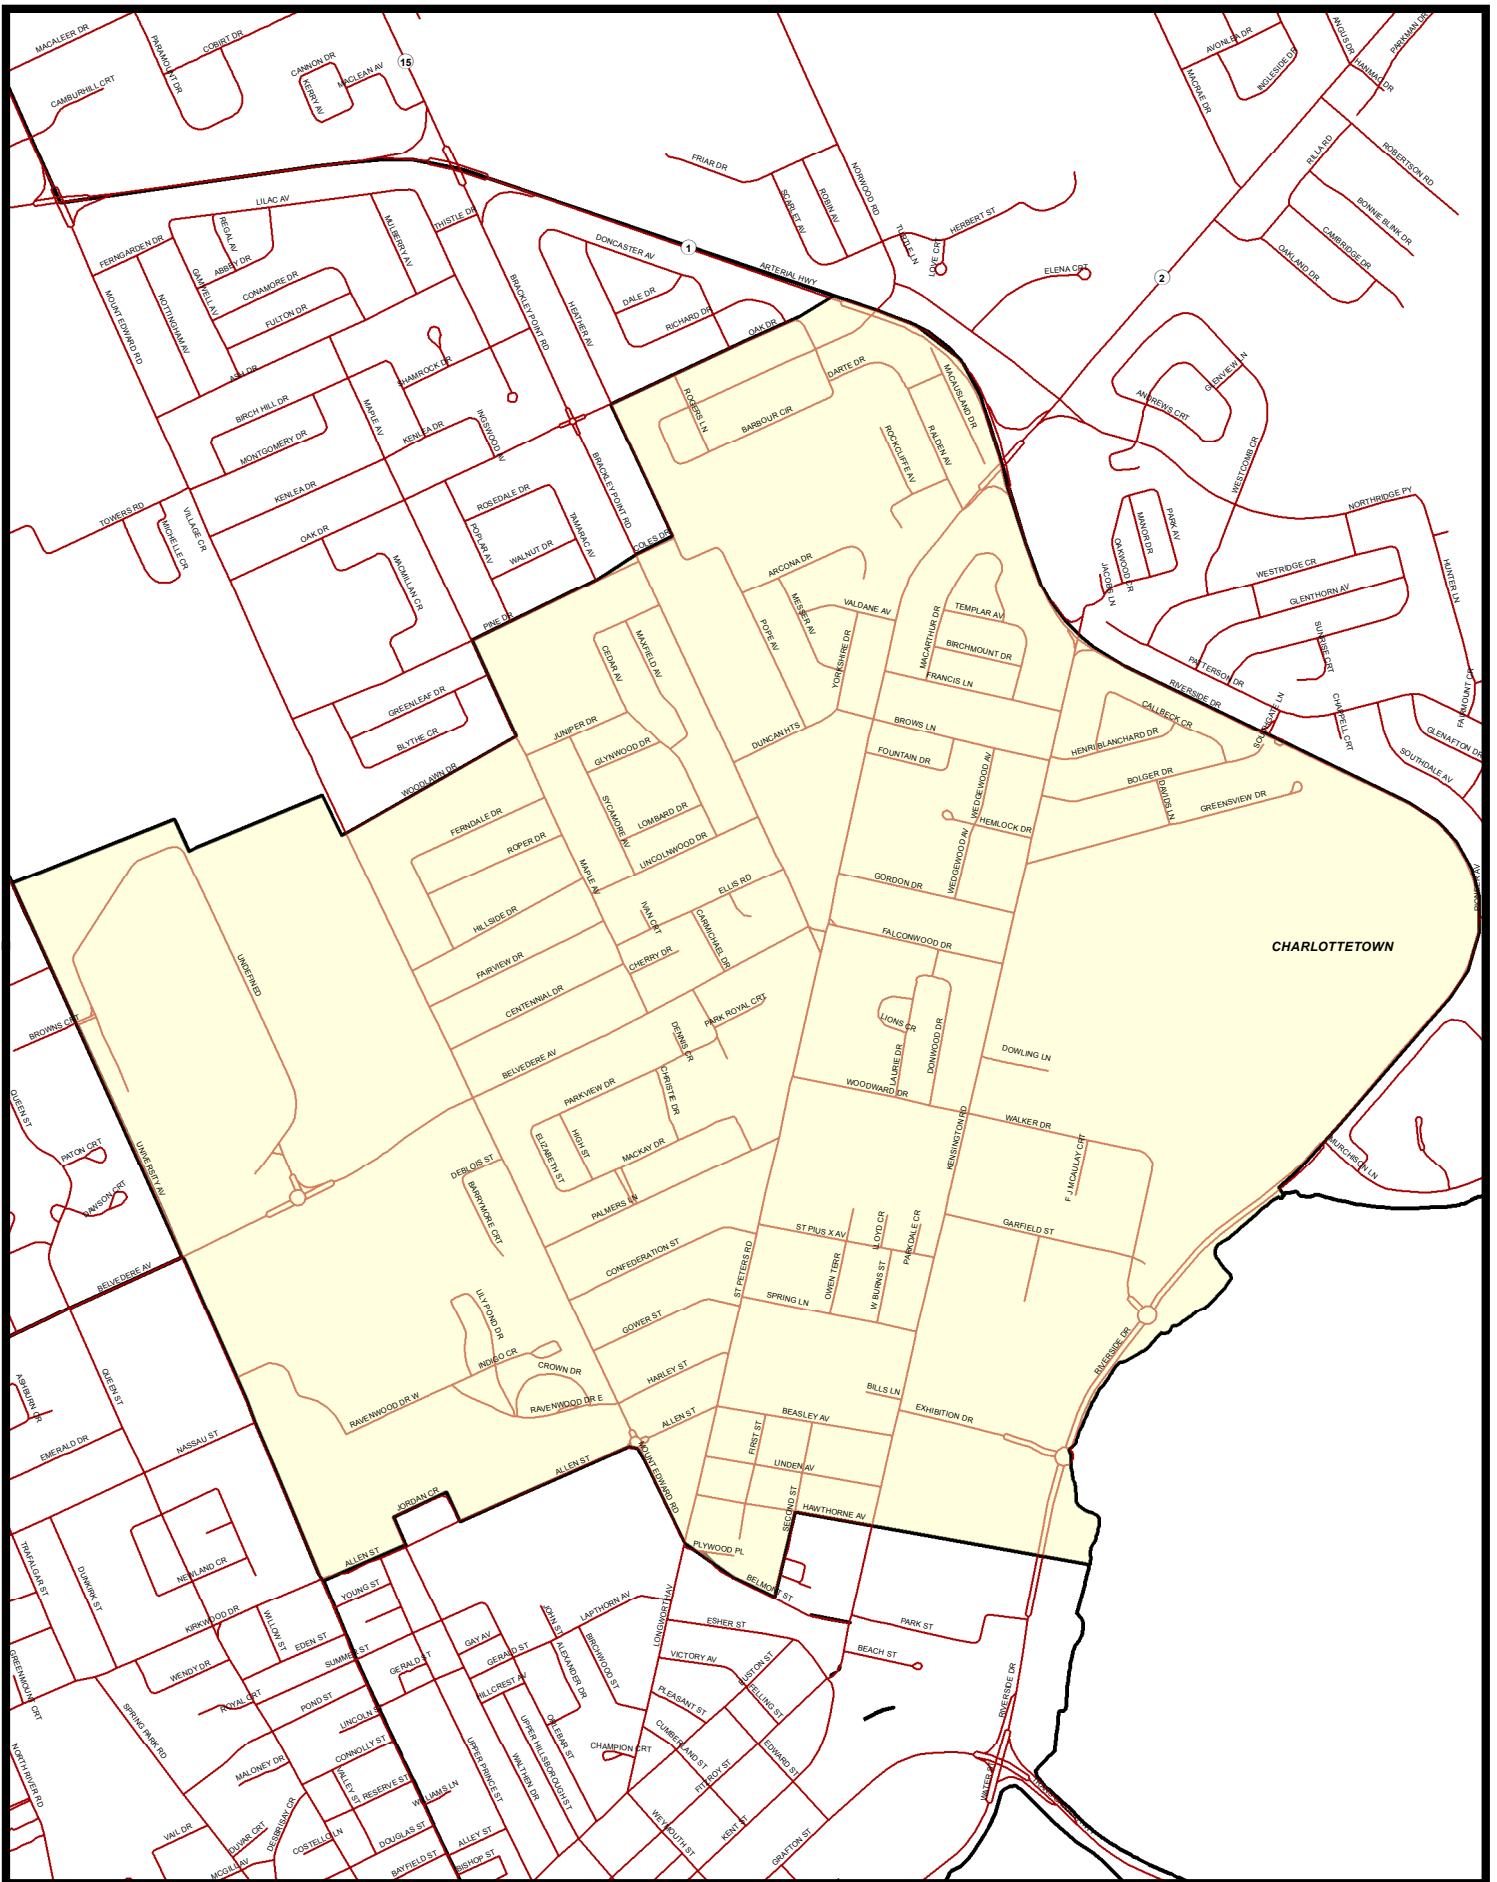 MACALEER DR
PARAMOUNT DR
COBIRT DR
CAMBURHILL CRT
CANNON DR
KERRY AV
MACLEAN AV
15
AVONLEA DR
MACRAE DR
INGLESIDE DR
ANGUS DR
PARKMAN DR
HANMAC DR
RILLA RD
ROBERTSON RD
BONNIE BLINK DR
CAMBRIDGE DR
OAKLAND DR
FRIAR DR
SCARLET AV
ROBIN AV
NORWOOD RD
TURTLE LN
LOVE CRT
HERBERT ST
ELENA CRT
2
LILAC AV
REGAL AV
ABBEY DR
FERNGARDEN DR
NOTTINGHAM AV
GAMWELL AV
CONAMORE DR
FULTON DR
MULBERRY AV
THISTLE DR
MOUNT EDWARD RD
BRACKLEY POINT RD
HEATHER AV
DONCASTER AV
1
ARTERIAL HWY
DALE DR
RICHARD DR
OAK DR
ASH DR
SHAMROCK DR
BIRCH HILL DR
MONTGOMERY DR
MAPLE AV
KENLEA DR
INGSWOOD AV
KENLEA DR
OAK DR
TOWERS RD
MICHELLE CR
VILLAGE CR
ROSEDALE DR
POPLAR AV
WALNUT DR
TAMARAC AV
BRACKLEY POINT RD
COLES DR
PINE DR
MACMILLAN CR
GREENLEAF DR
BLYTHE CR
WOODLAWN DR
ROGERS LN
BARBOUR CIR
DARTE DR
MACAUSLAND DR
RALDEN AV
ROCKCLIFFE AV
ANDREWS CRT
GLENVIEW LN
WESTCOMB CR
NORTHRIDGE PY
PARK AV
MANOR DR
OAKWOOD CR
JACOBS LN
WESTRIDGE CR
GLENTHORN AV
HUNTER LN
SUNRISE CRT
PATTERSON DR
RIVERSIDE DR
SOUTHGATE LN
CHAPPELL CRT
FAIRMOUNT CR
GLENAFTON DR
SOUTHDALE AV
ARCONA DR
MESSER AV
VALDANE AV
YORKSHIRE DR
POPE AV
DUNCAN HTS
MACARTHUR DR
TEMPLAR AV
BIRCHMOUNT DR
FRANCIS LN
BROWS LN
FOUNTAIN DR
WEDGEWOOD AV
HEMLOCK DR
WEDGEWOOD AV
CALLBECK CR
HENRI BLANCHARD DR
BOLGER DR
DAVIDS LN
GREENSVIEW DR
CEDAR AV
MAXFIELD AV
JUNIPER DR
GLYNWOOD DR
SYCAMORE AV
LOMBARD DR
LINCOLNWOOD DR
FERNDALE DR
ROPER DR
MAPLE AV
HILLSIDE DR
ELLIS RD
IVAN CRT
CARMICHAEL DR
CHERRY DR
FAIRVIEW DR
CENTENNIAL DR
BELVEDERE AV
GORDON DR
FALCONWOOD DR
CHARLOTTETOWN
UNDEFINED
BROWNS CRT
PARK ROYAL CRT
DENNIS CR
PARKVIEW DR
CHRISTIE DR
HIGH ST
ELIZABETH ST
MACKAY DR
LIONS CR
LAURIE DR
DONWOOD DR
DOWLING LN
WOODWARD DR
KENSINGTON RD
WALKER DR
F J MCAULAY CRT
MURCHISON LN
QUEEN ST
PATON CRT
DAWSON CRT
UNIVERSITY AV
BELVEDERE AV
DEBLOIS ST
BARRYMORE CRT
PALMERS LN
CONFEDERATION ST
ST PETERS RD
ST PIUS X AV
OWEN TERR
LLOYD CR
W BURNS ST
PARKDALE CR
GARFIELD ST
SPRING LN
RIVERSIDE DR
GOWER ST
LILY POND DR
INDIGO CR
CROWN DR
RAVENWOOD DR W
RAVENWOOD DR E
HARLEY ST
ALLEN ST
BILLS LN
BEASLEY AV
EXHIBITION DR
FIRST ST
LINDEN AV
SECOND ST
HAWTHORNE AV
QUEEN ST
ASHBURN CR
EMERALD DR
NASSAU ST
JORDAN CR
ALLEN ST
ALLEN ST
MOUNT EDWARD RD
PLYWOOD PL
BELMONT ST
TRAFALGAR ST
DUNKIRK ST
NEWLAND CR
KIRKWOOD DR
WILLOW ST
YOUNG ST
EDEN ST
SUMMER ST
WENDY DR
ROYAL CRT
POND ST
LINCOLN S
GREENMOUNT CRT
SPRING PARK RD
NORTH RIVER RD
MALONEY DR
CONNOLLY ST
VALLEY ST
RESERVE ST
WILLIAMS LN
VAIL DR
DUVAR CRT
DESBRISAY CR
COSTELLO LN
DOUGLAS ST
MCGILL AV
BAYFIELD ST
ALLEY ST
BISHOP ST
GERALD ST
GAY AV
GERALD ST
HILLCREST AV
JOHN ST
LAPTHORN AV
ALEXANDER DR
BIRCHWOOD ST
ORLEBAR ST
UPPER HILLSBOROUGH ST
WALTHEN DR
UPPER PRINCE ST
LONGWORTH AV
ESHER ST
VICTORY AV
PLEASANT ST
CUMBERLAND ST
CHAMPION CRT
FITZROY ST
EDWARD ST
WEYMOUTH ST
KENT ST
GRAFTON ST
PARK ST
BEACH ST
RIVERSIDE DR